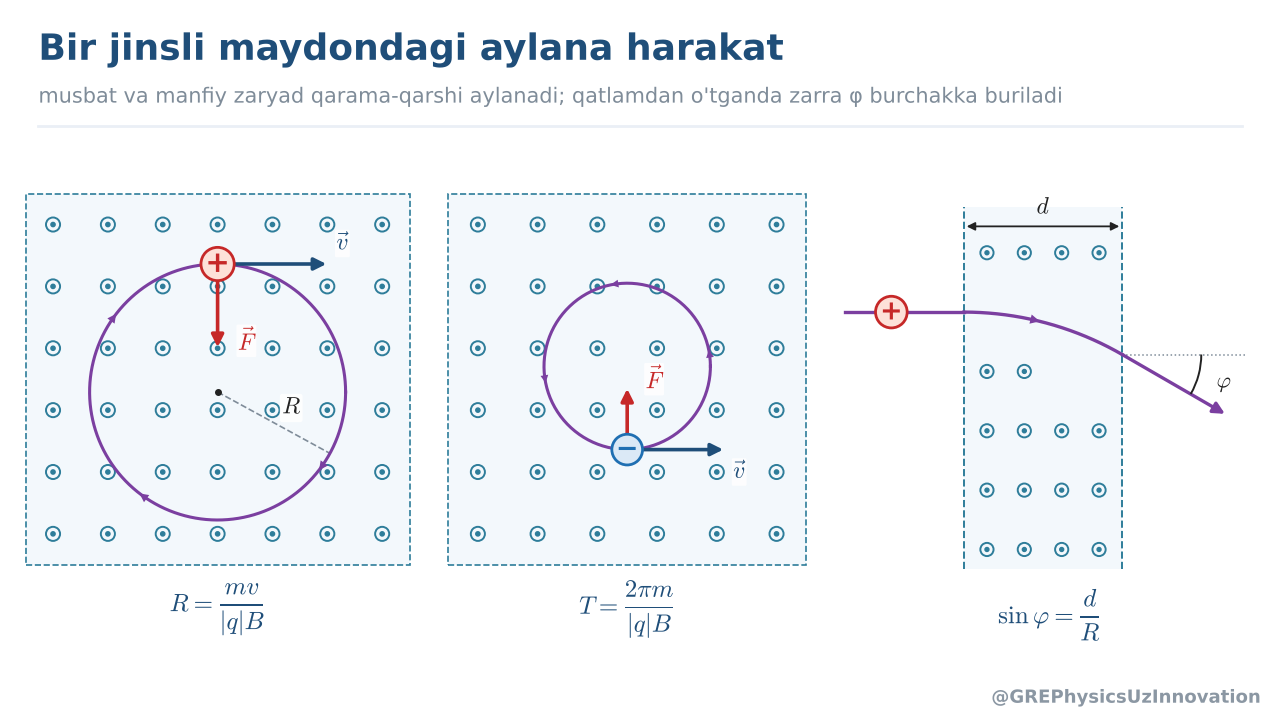 Bir jinsli maydondagi aylana harakat
musbat va manfiy zaryad qarama-qarshi aylanadi; qatlamdan o'tganda zarra φ burchakka buriladi
+ v⃗ F⃗ R
F⃗ − v⃗
d + φ
R = mv / |q|B
T = 2πm / |q|B
sin φ = d / R
@GREPhysicsUzInnovation